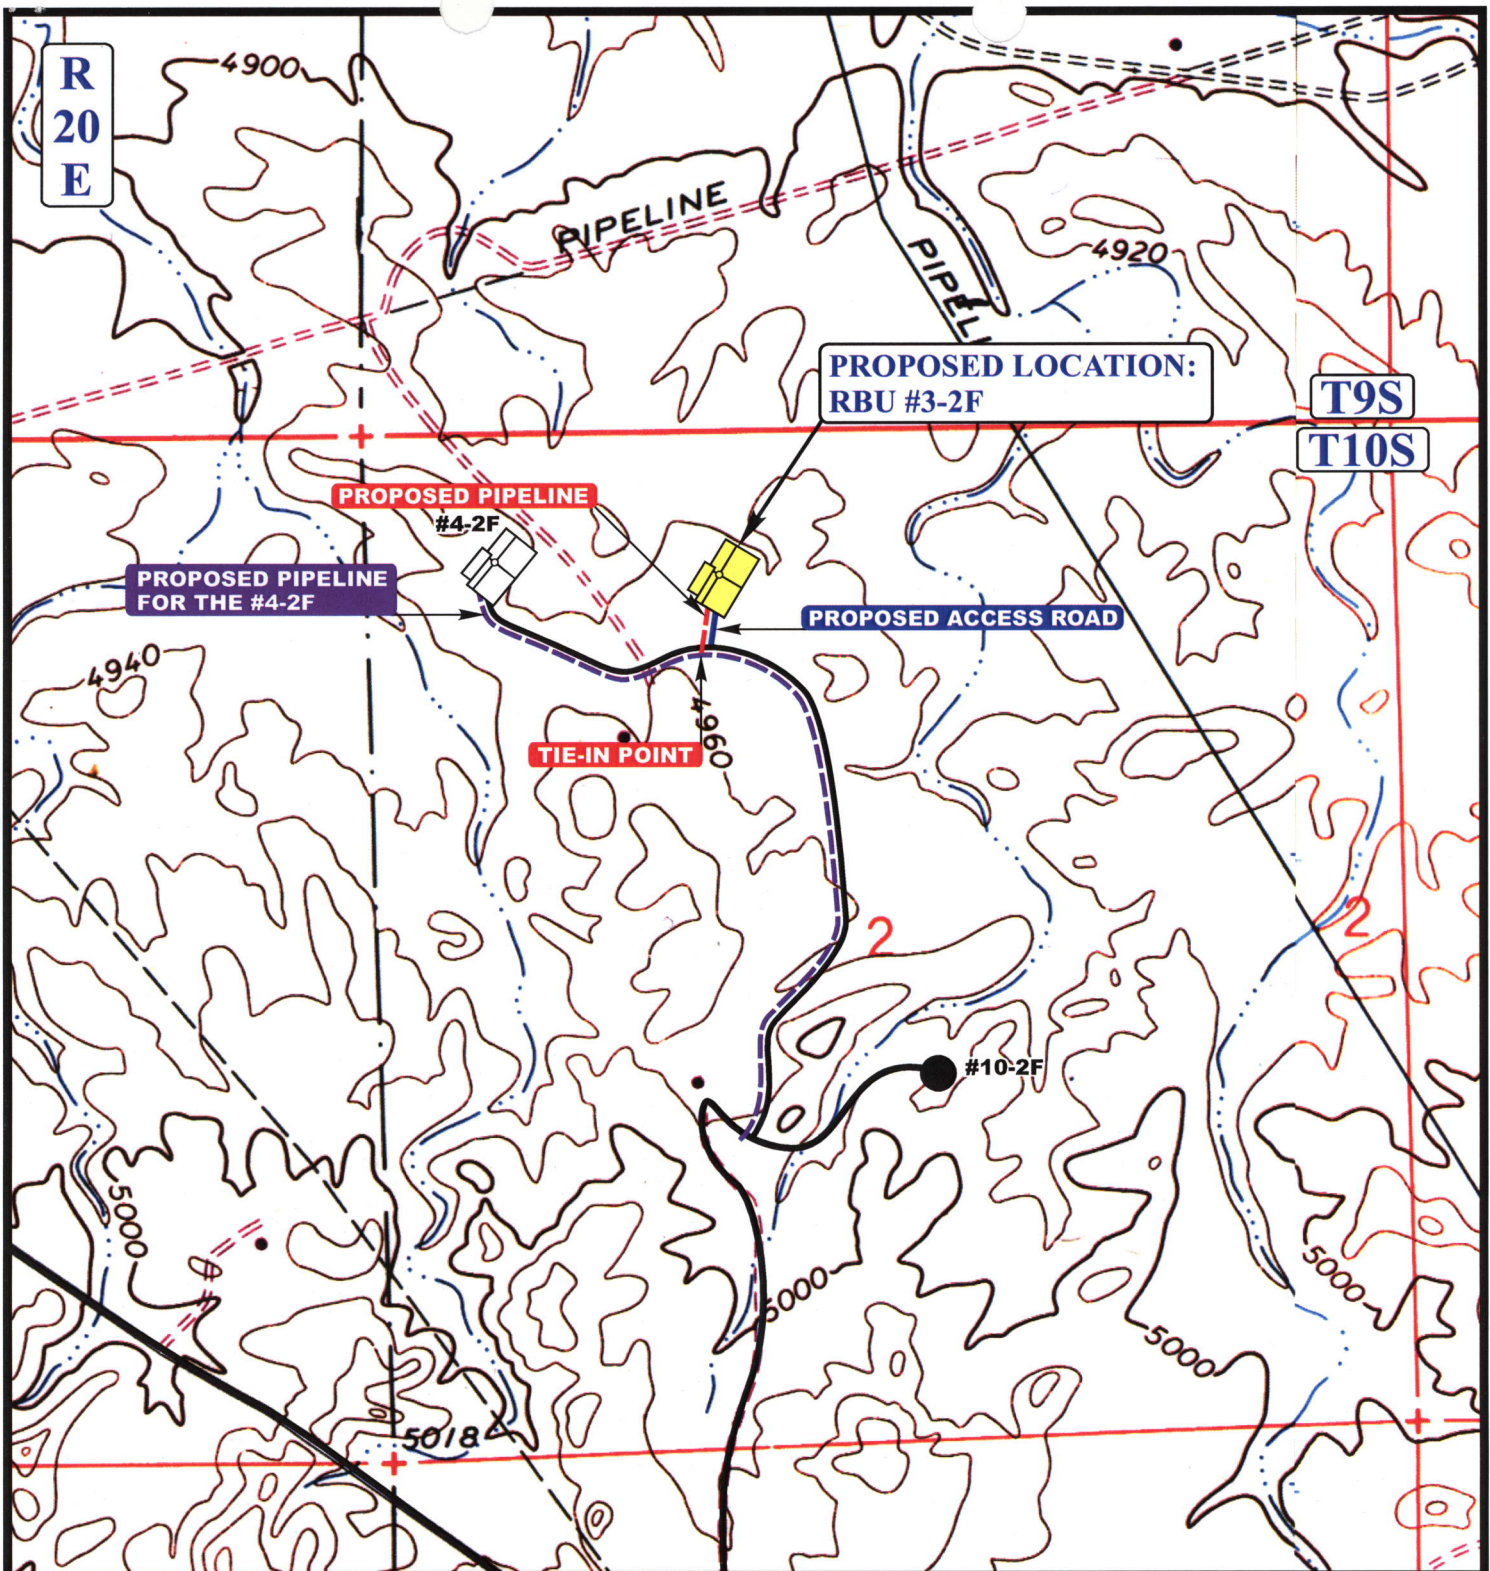 R
20
E
4900
PIPELINE
PIPELI
4920
PROPOSED LOCATION:
RBU #3-2F
T9S
T10S
PROPOSED PIPELINE
#4-2F
PROPOSED PIPELINE
FOR THE #4-2F
PROPOSED ACCESS ROAD
4940
4960
TIE-IN POINT
2
2
#10-2F
5000
5000
5000
5000
5018